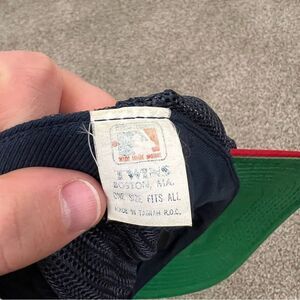 TWINS
BOSTON, MA.
ONE SIZE FITS ALL
MADE IN TAIWAN R.O.C.